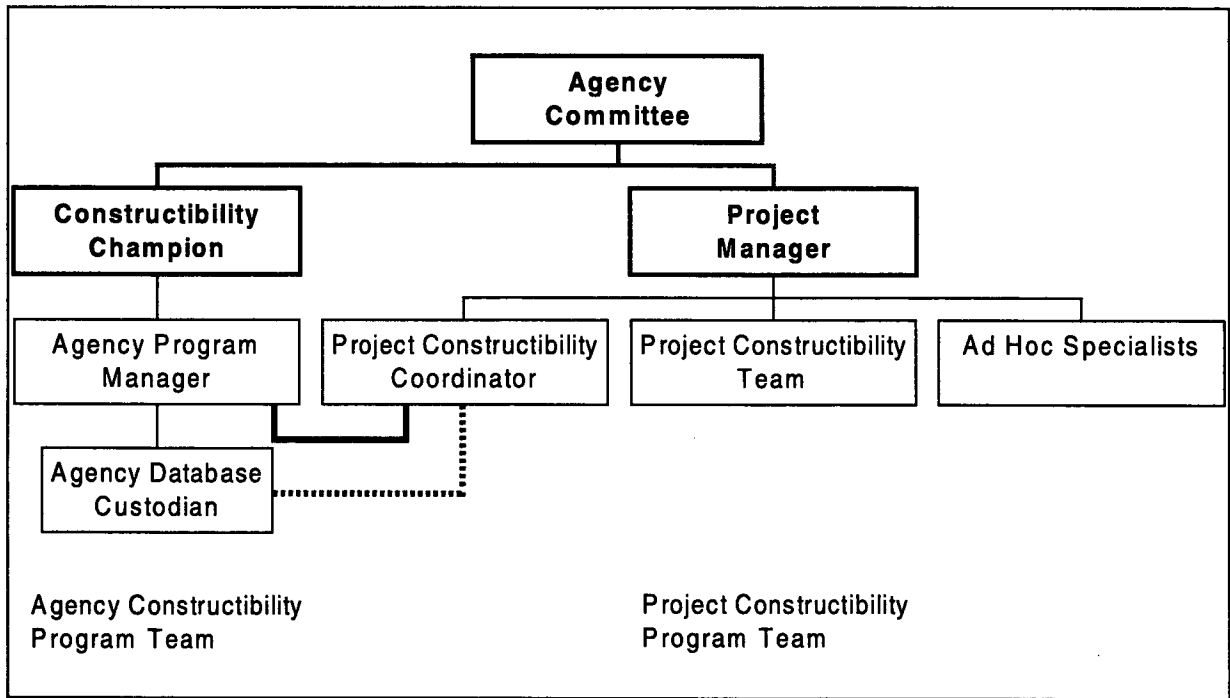 Agency
Committee
Constructibility
Champion
Project
Manager
Agency Program
Manager
Project Constructibility
Coordinator
Project Constructibility
Team
Ad Hoc Specialists
Agency Database
Custodian
Agency Constructibility
Program Team
Project Constructibility
Program Team